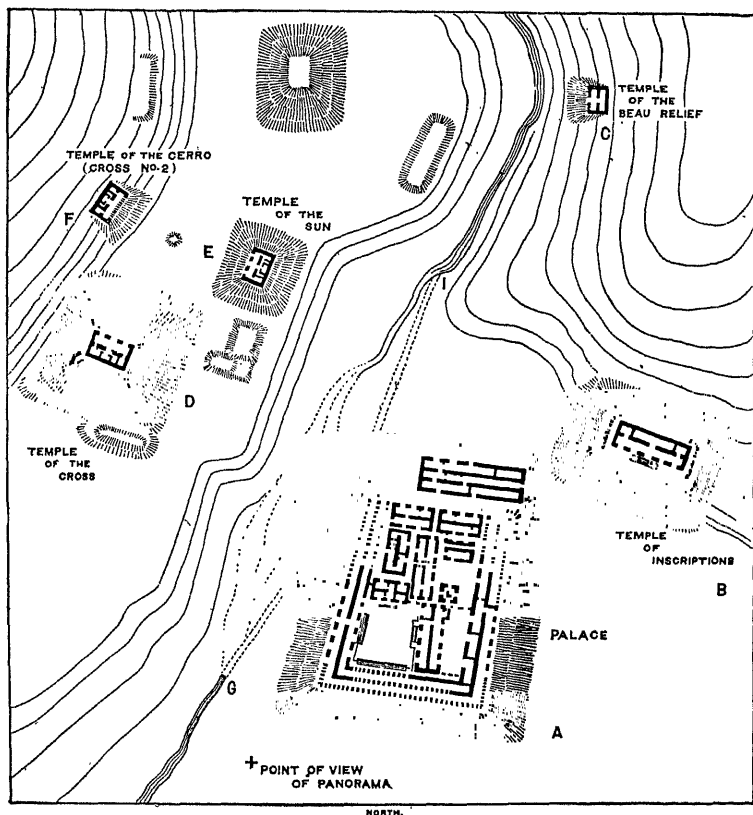 TEMPLE
OF THE
BEAU RELIEF
C
TEMPLE OF THE CERRO
(CROSS No. 2)
F
TEMPLE
OF THE
SUN
E
I
D
TEMPLE
OF THE
CROSS
TEMPLE
OF
INSCRIPTIONS
B
PALACE
G
A
+ POINT OF VIEW
OF PANORAMA
NORTH.